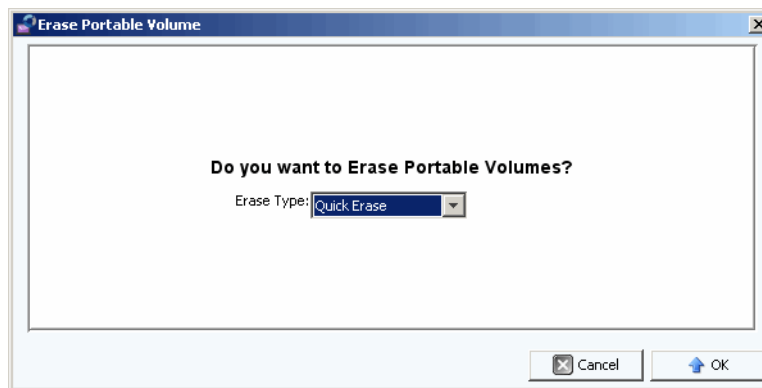 Erase Portable Volume
Do you want to Erase Portable Volumes?
Erase Type: Quick Erase
Cancel OK